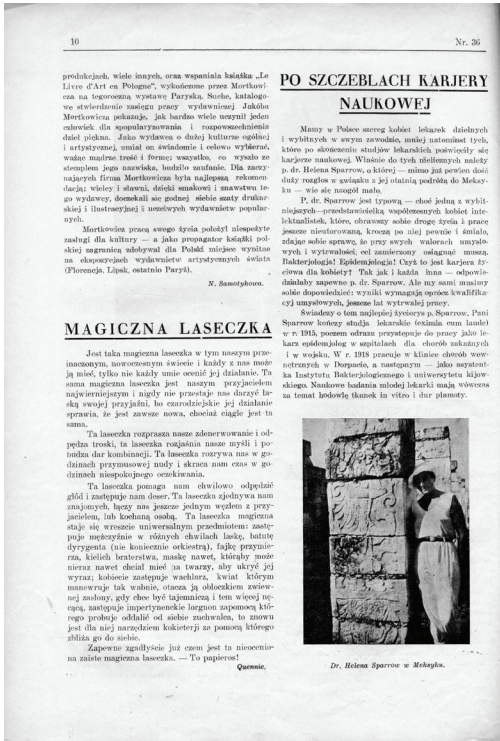 10
Nr. 36
produkcjach, wiele innych, oraz wspaniała książka „Le
Livre d'Art en Pologne", wykończone przez Mortkowi-
cza na tegoroczną wystawę Paryską. Suche, katalogo-
we stwierdzenie zasięgu pracy wydawniczej Jakóba
Mortkowicza pokazuje, jak bardzo wiele uczynił jeden
człowiek dla spopularyzowania i rozpowszechnienia
dzieł piękna. Jako wydawca o dużej kulturze ogólnej
i artystycznej, umiał on świadomie i celowo wybierać,
ważąc mądrze treść i formę; wszystko, co wyszło ze
stemplem jego nazwiska, budziło zaufanie. Dla zaczy-
nających firma Mortkowicza była najlepszą rekomen-
dacją; wielcy i sławni, dzięki smakowi i znawstwu te-
go wydawcy, doczekali się godnej siebie szaty drukar-
skiej i ilustracyjnej i uczciwych wydawnictw popular-
nych.
Mortkowicz pracą swego życia położył niespożyte
zasługi dla kultury — a jako propagator książki pol-
skiej zagranicą zdobywał dla Polski miejsce wybitne
na ekspozycjach wydawnictw artystycznych świata
(Florencja, Lipsk, ostatnio Paryż).
N. Samotyhowa.
MAGICZNA LASECZKA
Jest taka magiczna laseczka w tym naszym prze-
inaczonym, nowoczesnym świecie i każdy z nas może
ją mieć, tylko nie każdy umie ocenić jej działanie. Ta
sama magiczna laseczka jest naszym przyjacielem
najwierniejszym i nigdy nie przestaje nas darzyć ła-
ską swojej przyjaźni, bo czarodziejskie jej działanie
sprawia, że jest zawsze nowa, chociaż ciągle jest ta
sama.
Ta laseczka rozprasza nasze zdenerwowanie i od-
pędza troski, ta laseczka rozjaśnia nasze myśli i po-
budza dar kombinacji. Ta laseczka rozrywa nas w go-
dzinach przymusowej nudy i skraca nam czas w go-
dzinach niespokojnego oczekiwania.
Ta laseczka pomaga nam chwilowo odpędzić
głód i zastępuje nam deser. Ta laseczka zjednywa nam
znajomych, łączy nas jeszcze jednym węzłem z przy-
jacielem, lub kochaną osobą. Ta laseczka magiczna
staje się wreszcie uniwersalnym przedmiotem: zastę-
puje mężczyźnie w różnych chwilach laskę, batutę
dyrygenta (nie koniecznie orkiestrą), fajkę przymie-
rza, kielich braterstwa, maskę nawet, którąby może
nieraz nawet chciał mieć na twarzy, aby ukryć jej
wyraz; kobiecie zastępuje wachlarz, kwiat którym
manewruje tak wabnie, otacza ją obłoczkiem zwiew-
nej zasłony, gdy chce być tajemniczą i tem więcej nę-
cącą, zastępuje impertynenckie lorgnon zapomocą któ-
rego probuje oddalić od siebie zuchwalca, to znowu
jest dla niej narzędziem kokieterji za pomocą którego
zbliża go do siebie.
Zapewne zgadłyście już czem jest ta nieocenio-
na zaiste magiczna laseczka. — To papieros!
Quennie.
PO SZCZEBLACH KARJERY
NAUKOWEJ
Mamy w Polsce szereg kobiet lekarek dzielnych
i wybitnych w swym zawodzie, mniej natomiast tych,
które po skończeniu studjów lekarskich poświęciły się
karjerze naukowej. Właśnie do tych nielicznych należy
p. dr. Helena Sparrow, o której — mimo już pewien dość
duży rozgłos w związku z jej ostatnią podróżą do Meksy-
ku — wie się naogół mało.
P. dr. Sparrow jest typową — choć jedną z wybit-
niejszych—przedstawicielką współczesnych kobiet inte-
lektualistek, które, obrawszy sobie drogę życia i pracę
jeszcze nieutorowaną, kroczą po niej pewnie i śmiało,
zdając sobie sprawę, że przy swych walorach umysło-
wych i wytrwałości, cel zamierzony osiągnąć muszą.
Bakterjologja! Epidemjologja! Czyż to jest karjera ży-
ciowa dla kobiety! Tak jak i każda inna — odpowie-
działaby zapewne p. dr. Sparrow. Ale my sami musimy
sobie dopowiedzieć: wyniki wymagają oprócz kwalifika-
cyj umysłowych, jeszcze lat wytrwałej pracy.
Świadczy o tem najlepiej życiorys p. Sparrow. Pani
Sparrow kończy studja lekarskie (eximia cum laude)
w r. 1915, poczem odrazu przystępuje do pracy jako le-
karz epidemjolog w szpitalach dla chorób zakaźnych
i w wojsku. W r. 1918 pracuje w klinice chorób wew-
nętrznych w Dorpacie, a następnym — jako asystent-
ka Instytutu Bakterjologicznego i uniwersytetu kijow-
skiego. Naukowe badania młodej lekarki mają wówczas
za temat hodowlę tkanek in vitro i dur plamoty.
Dr. Helena Sparrow w Meksyku.